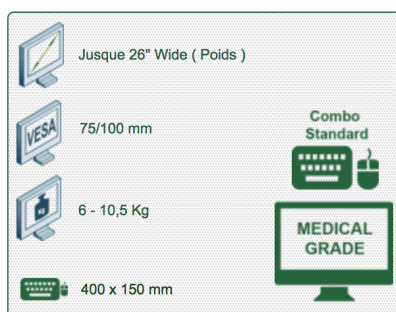 Jusque 26" Wide ( Poids )
VESA
75/100 mm
KG
6 - 10,5 Kg
400 x 150 mm
Combo
Standard
MEDICAL
GRADE